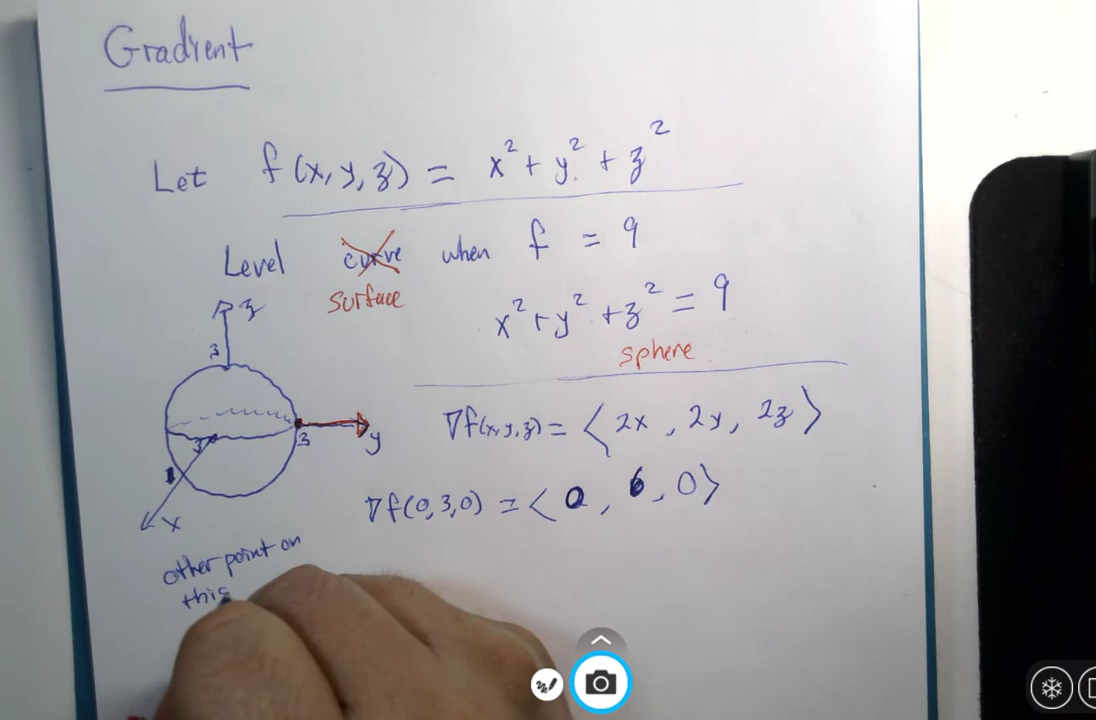 Gradient
Let f(x, y, z) = x² + y² + z²
Level curve when f = 9
surface
x² + y² + z² = 9
sphere
z
3
3
3
y
x
∇f(x,y,z) = ⟨2x, 2y, 2z⟩
∇f(0,3,0) = ⟨0, 6, 0⟩
other point on
this